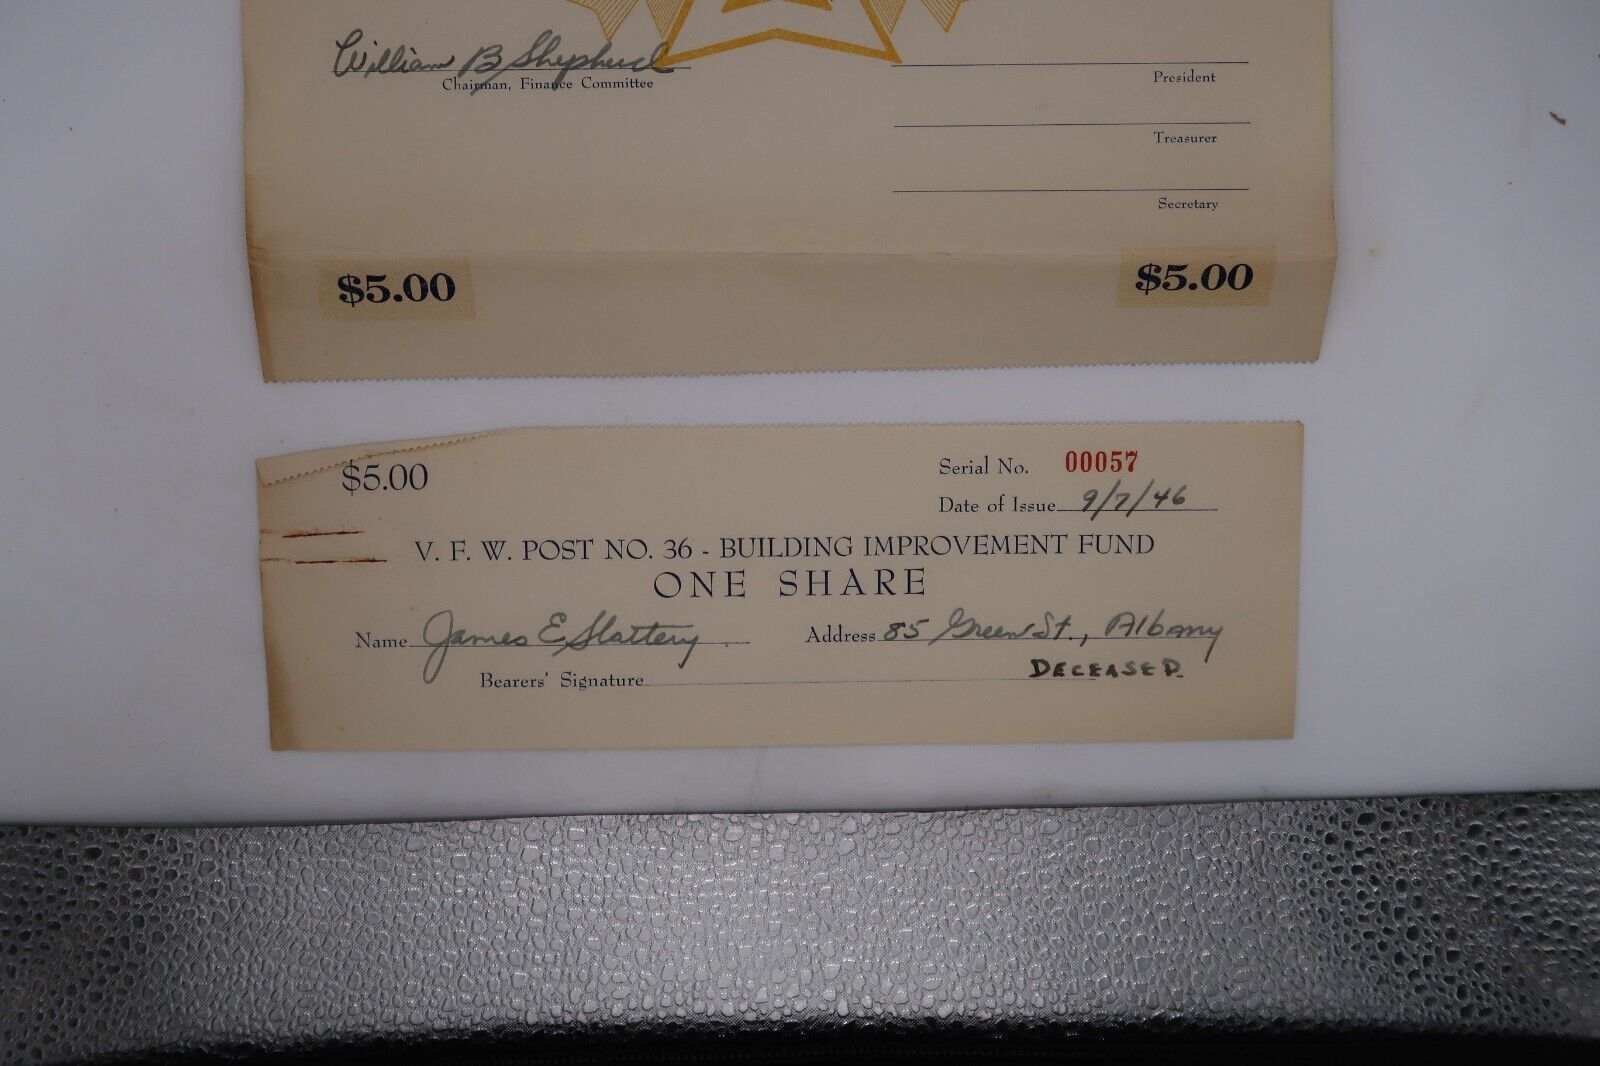 William B Shepherd
Chairman, Finance Committee
President
Treasurer
Secretary
$5.00 $5.00
$5.00
Serial No. 00057
Date of Issue 9/7/46
V. F. W. POST NO. 36 - BUILDING IMPROVEMENT FUND
ONE SHARE
Name James E Slattery Address 85 Green St., Albany
Bearers' Signature DECEASED